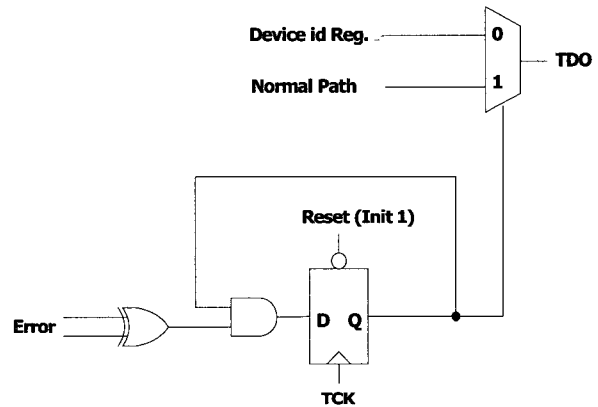 Device id Reg.
0
TDO
Normal Path
1
Reset (Init 1)
Error
D Q
TCK